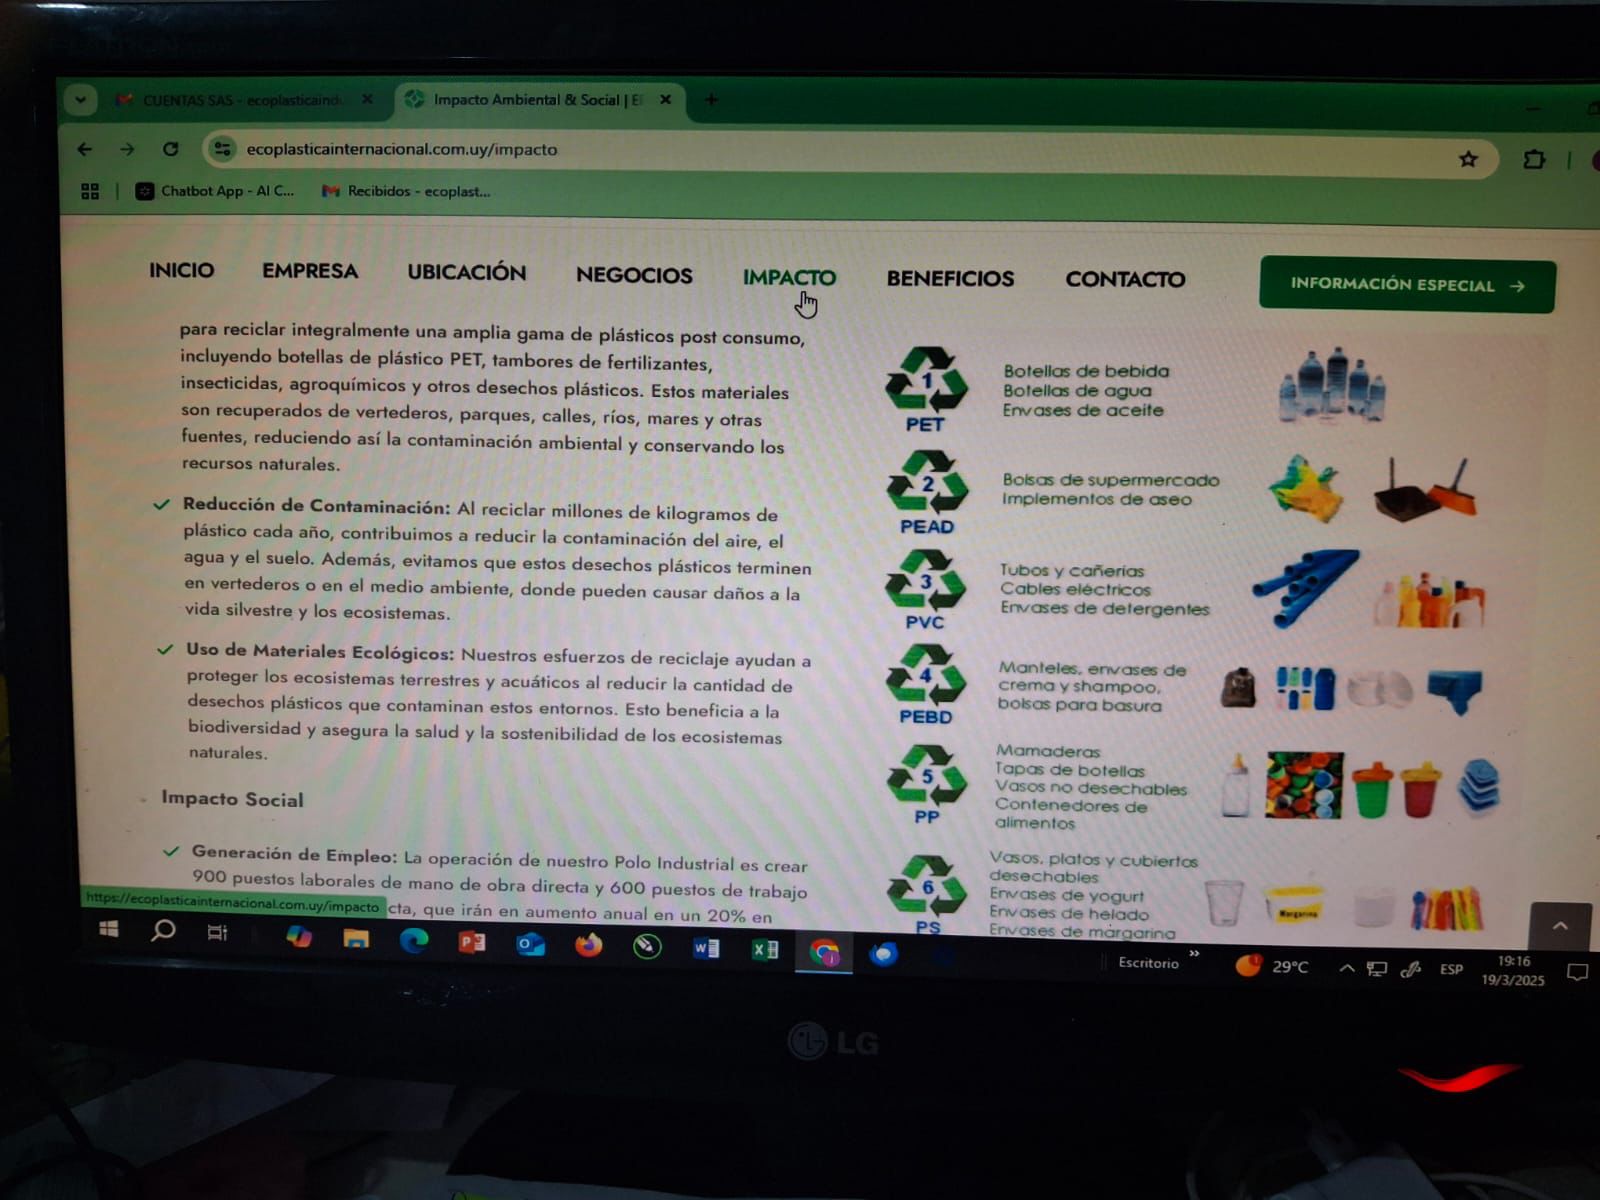 CUENTAS SAS - ecoplasticaindu
Impacto Ambiental & Social | E
ecoplasticainternacional.com.uy/impacto
Chatbot App - AI C...
Recibidos - ecoplast...
INICIO
EMPRESA
UBICACIÓN
NEGOCIOS
IMPACTO
BENEFICIOS
CONTACTO
INFORMACIÓN ESPECIAL →
para reciclar integralmente una amplia gama de plásticos post consumo,
incluyendo botellas de plástico PET, tambores de fertilizantes,
insecticidas, agroquímicos y otros desechos plásticos. Estos materiales
son recuperados de vertederos, parques, calles, ríos, mares y otras
fuentes, reduciendo así la contaminación ambiental y conservando los
recursos naturales.
Reducción de Contaminación: Al reciclar millones de kilogramos de
plástico cada año, contribuimos a reducir la contaminación del aire, el
agua y el suelo. Además, evitamos que estos desechos plásticos terminen
en vertederos o en el medio ambiente, donde pueden causar daños a la
vida silvestre y los ecosistemas.
Uso de Materiales Ecológicos: Nuestros esfuerzos de reciclaje ayudan a
proteger los ecosistemas terrestres y acuáticos al reducir la cantidad de
desechos plásticos que contaminan estos entornos. Esto beneficia a la
biodiversidad y asegura la salud y la sostenibilidad de los ecosistemas
naturales.
Impacto Social
Generación de Empleo: La operación de nuestro Polo Industrial es crear
900 puestos laborales de mano de obra directa y 600 puestos de trabajo
cta, que irán en aumento anual en un 20% en
https://ecoplasticainternacional.com.uy/impacto
1
PET
Botellas de bebida
Botellas de agua
Envases de aceite
2
PEAD
Bolsas de supermercado
Implementos de aseo
3
PVC
Tubos y cañerias
Cables eléctricos
Envases de detergentes
4
PEBD
Manteles, envases de
crema y shampoo,
bolsas para basura
5
PP
Mamaderas
Tapas de botellas
Vasos no desechables
Contenedores de
alimentos
6
PS
Vasos, platos y cubiertos
desechables
Envases de yogurt
Envases de helado
Envases de margarina
Margarina
Escritorio
29°C
ESP
19:16
19/3/2025
LG